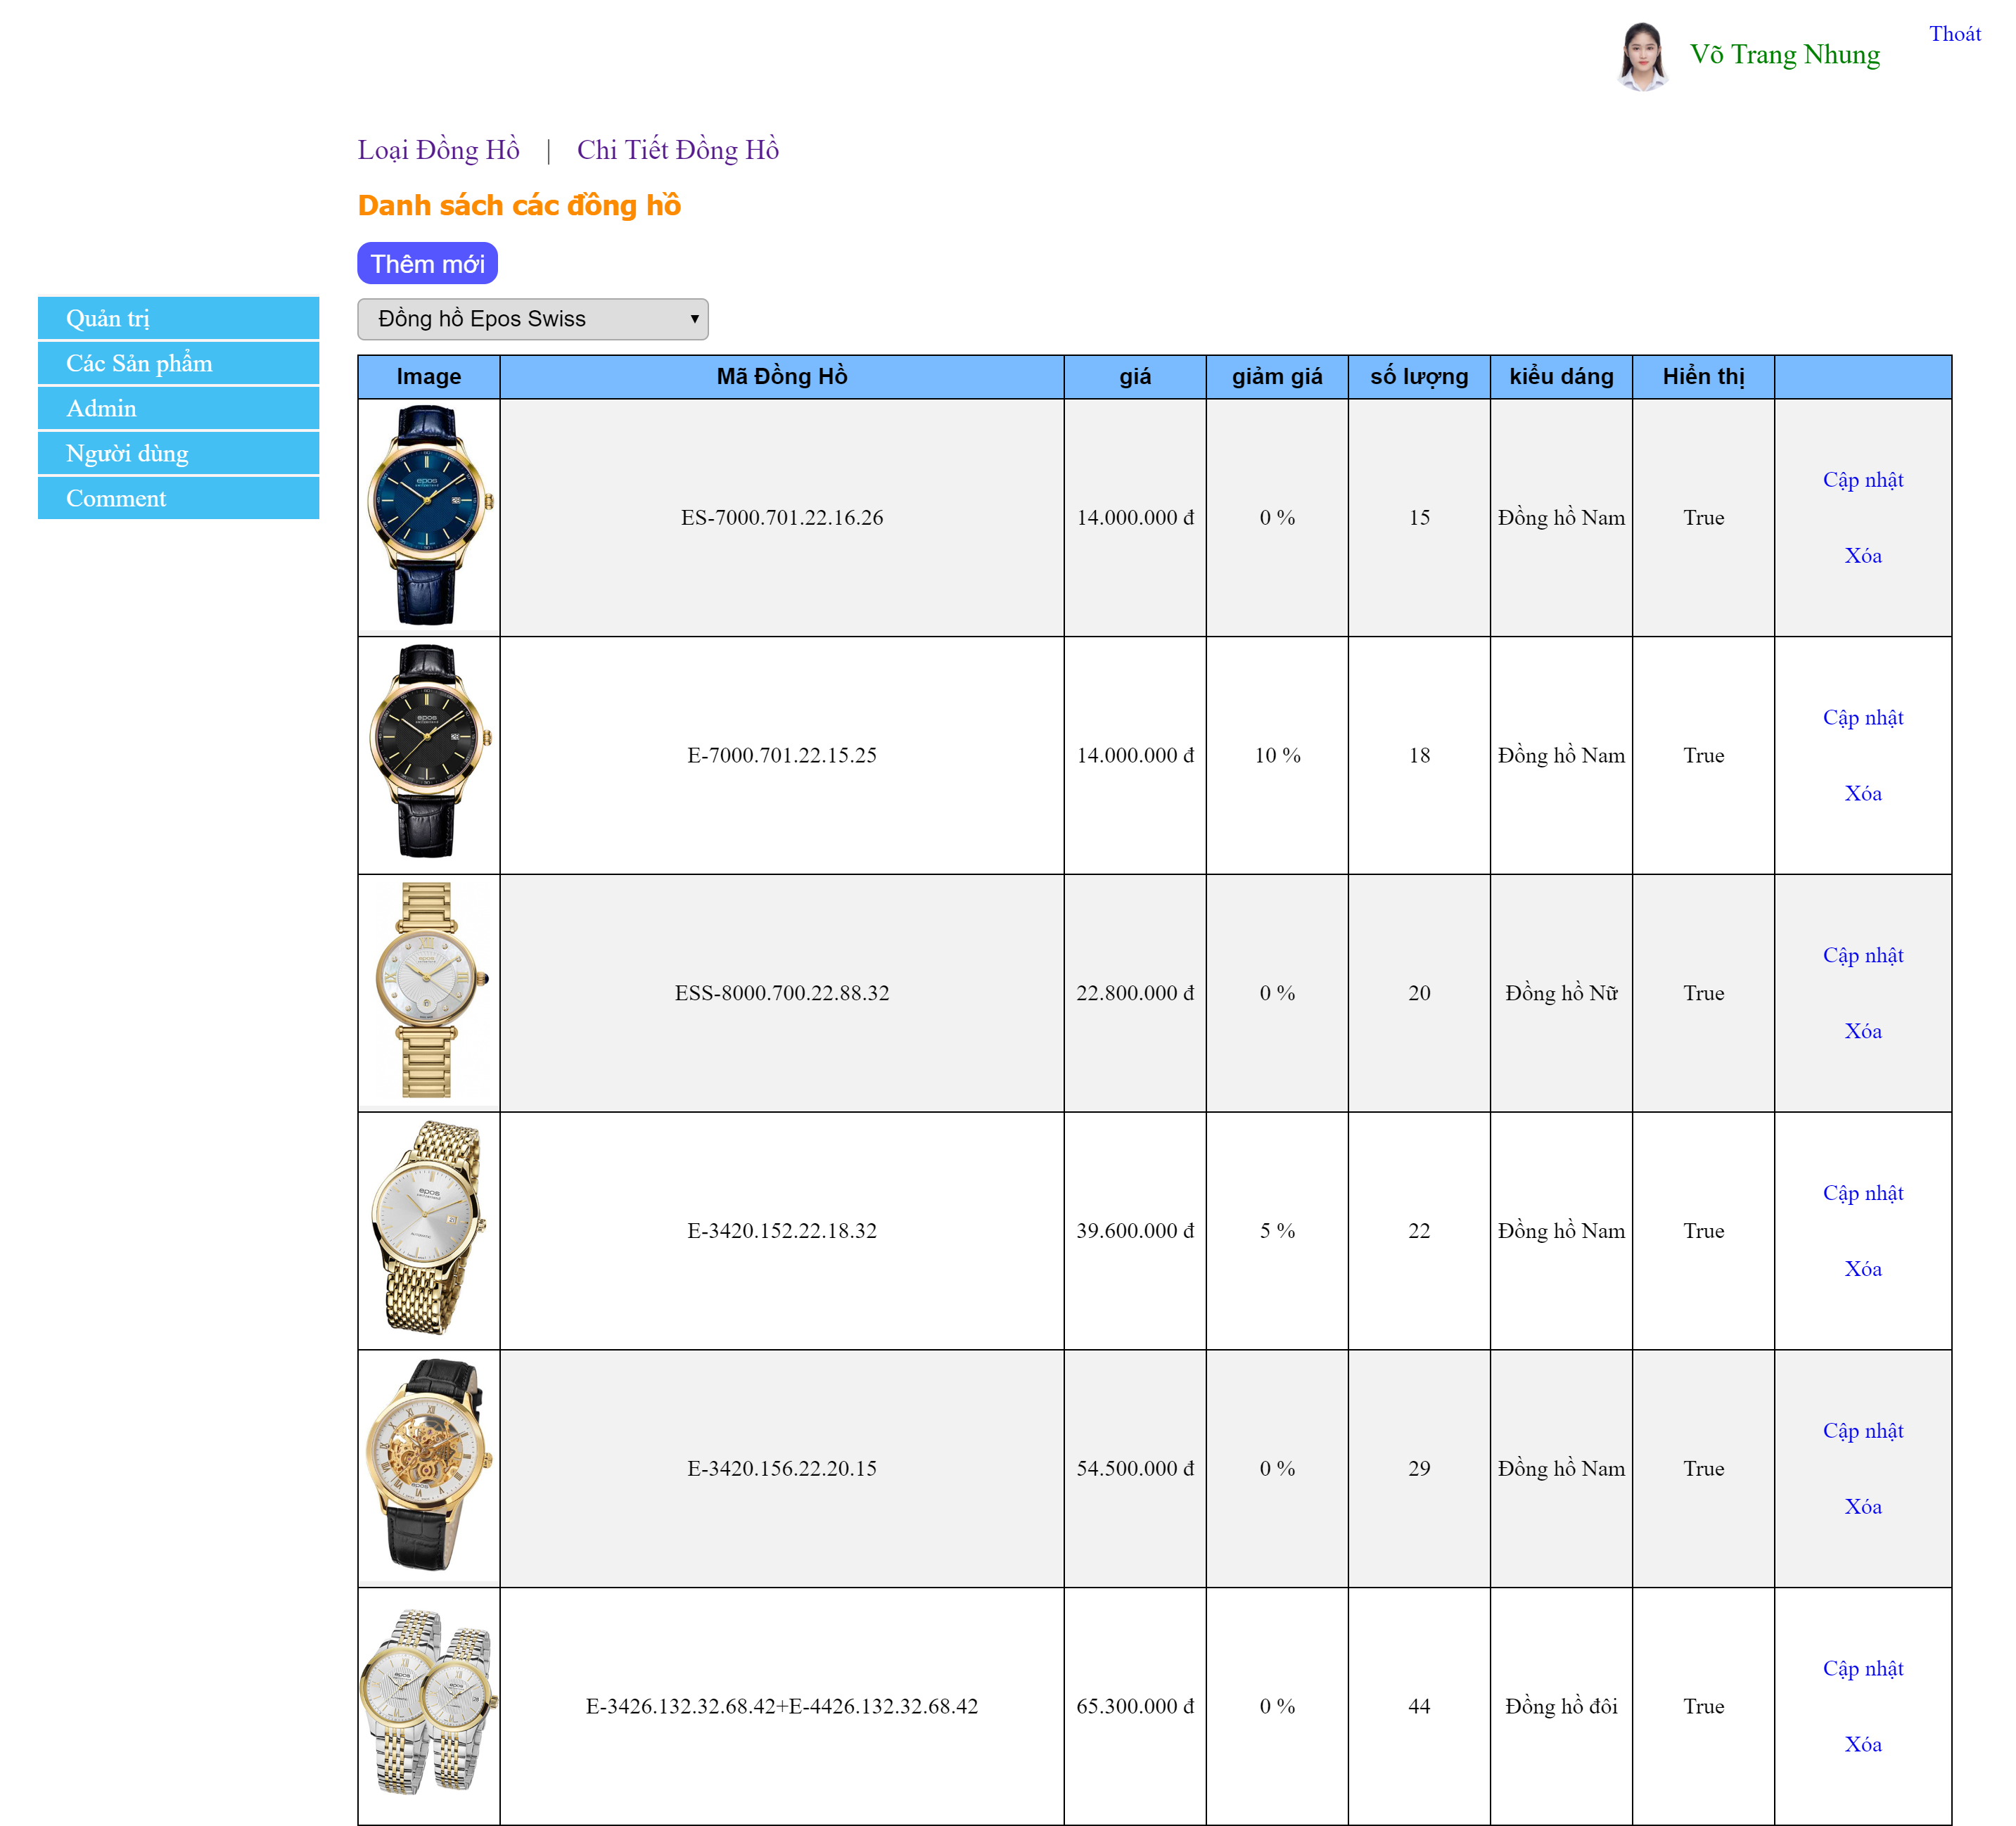 Thoát
Võ Trang Nhung
Loại Đồng Hồ | Chi Tiết Đồng Hồ
Danh sách các đồng hồ
Thêm mới
Đồng hồ Epos Swiss
Quản trị
Các Sản phẩm
Admin
Người dùng
Comment
Image Mã Đồng Hồ giá giảm giá số lượng kiểu dáng Hiển thị
epos
ES-7000.701.22.16.26 14.000.000 đ 0 % 15 Đồng hồ Nam True Cập nhật
Xóa
epos
E-7000.701.22.15.25 14.000.000 đ 10 % 18 Đồng hồ Nam True Cập nhật
Xóa
epos
ESS-8000.700.22.88.32 22.800.000 đ 0 % 20 Đồng hồ Nữ True Cập nhật
Xóa
epos
E-3420.152.22.18.32 39.600.000 đ 5 % 22 Đồng hồ Nam True Cập nhật
Xóa
epos
E-3420.156.22.20.15 54.500.000 đ 0 % 29 Đồng hồ Nam True Cập nhật
Xóa
epos
epos
E-3426.132.32.68.42+E-4426.132.32.68.42 65.300.000 đ 0 % 44 Đồng hồ đôi True Cập nhật
Xóa